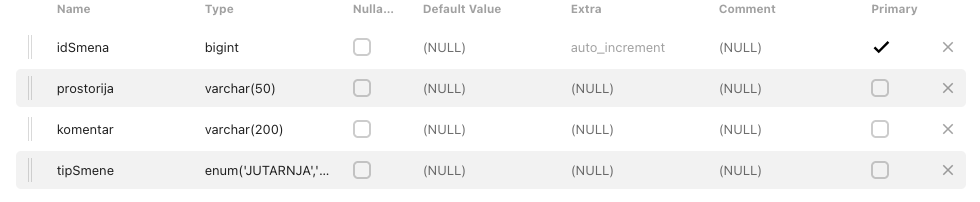 Name Type Nulla... Default Value Extra Comment Primary
idSmena bigint (NULL) auto_increment (NULL)
prostorija varchar(50) (NULL) (NULL) (NULL)
komentar varchar(200) (NULL) (NULL) (NULL)
tipSmene enum('JUTARNJA','... (NULL) (NULL) (NULL)